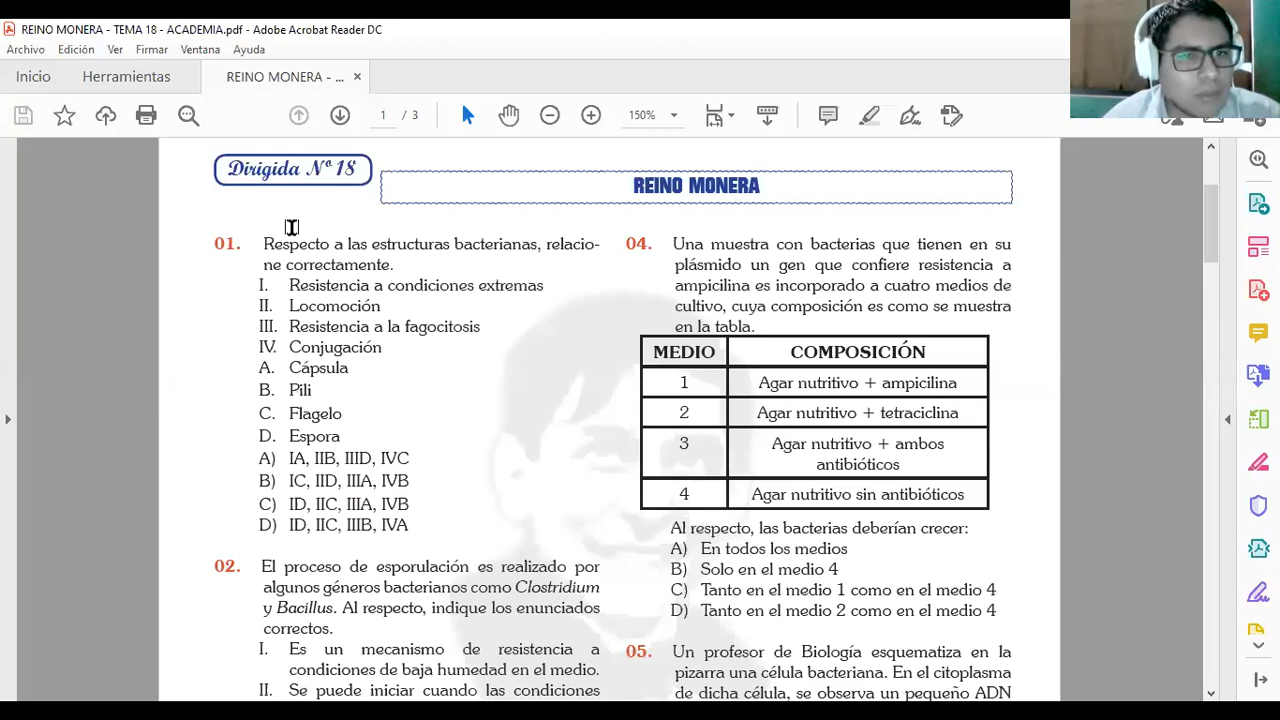 REINO MONERA - TEMA 18 - ACADEMIA.pdf - Adobe Acrobat Reader DC
Archivo Edición Ver Firmar Ventana Ayuda
Inicio Herramientas REINO MONERA - ... ×
1 / 3 150%
Dirigida Nº 18
REINO MONERA
01. Respecto a las estructuras bacterianas, relacio-
ne correctamente.
I. Resistencia a condiciones extremas
II. Locomoción
III. Resistencia a la fagocitosis
IV. Conjugación
A. Cápsula
B. Pili
C. Flagelo
D. Espora
A) IA, IIB, IIID, IVC
B) IC, IID, IIIA, IVB
C) ID, IIC, IIIA, IVB
D) ID, IIC, IIIB, IVA
02. El proceso de esporulación es realizado por
algunos géneros bacterianos como Clostridium
y Bacillus. Al respecto, indique los enunciados
correctos.
I. Es un mecanismo de resistencia a
condiciones de baja humedad en el medio.
II. Se puede iniciar cuando las condiciones
04. Una muestra con bacterias que tienen en su
plásmido un gen que confiere resistencia a
ampicilina es incorporado a cuatro medios de
cultivo, cuya composición es como se muestra
en la tabla.
MEDIO COMPOSICIÓN
1 Agar nutritivo + ampicilina
2 Agar nutritivo + tetraciclina
3 Agar nutritivo + ambos
antibióticos
4 Agar nutritivo sin antibióticos
Al respecto, las bacterias deberían crecer:
A) En todos los medios
B) Solo en el medio 4
C) Tanto en el medio 1 como en el medio 4
D) Tanto en el medio 2 como en el medio 4
05. Un profesor de Biología esquematiza en la
pizarra una célula bacteriana. En el citoplasma
de dicha célula, se observa un pequeño ADN